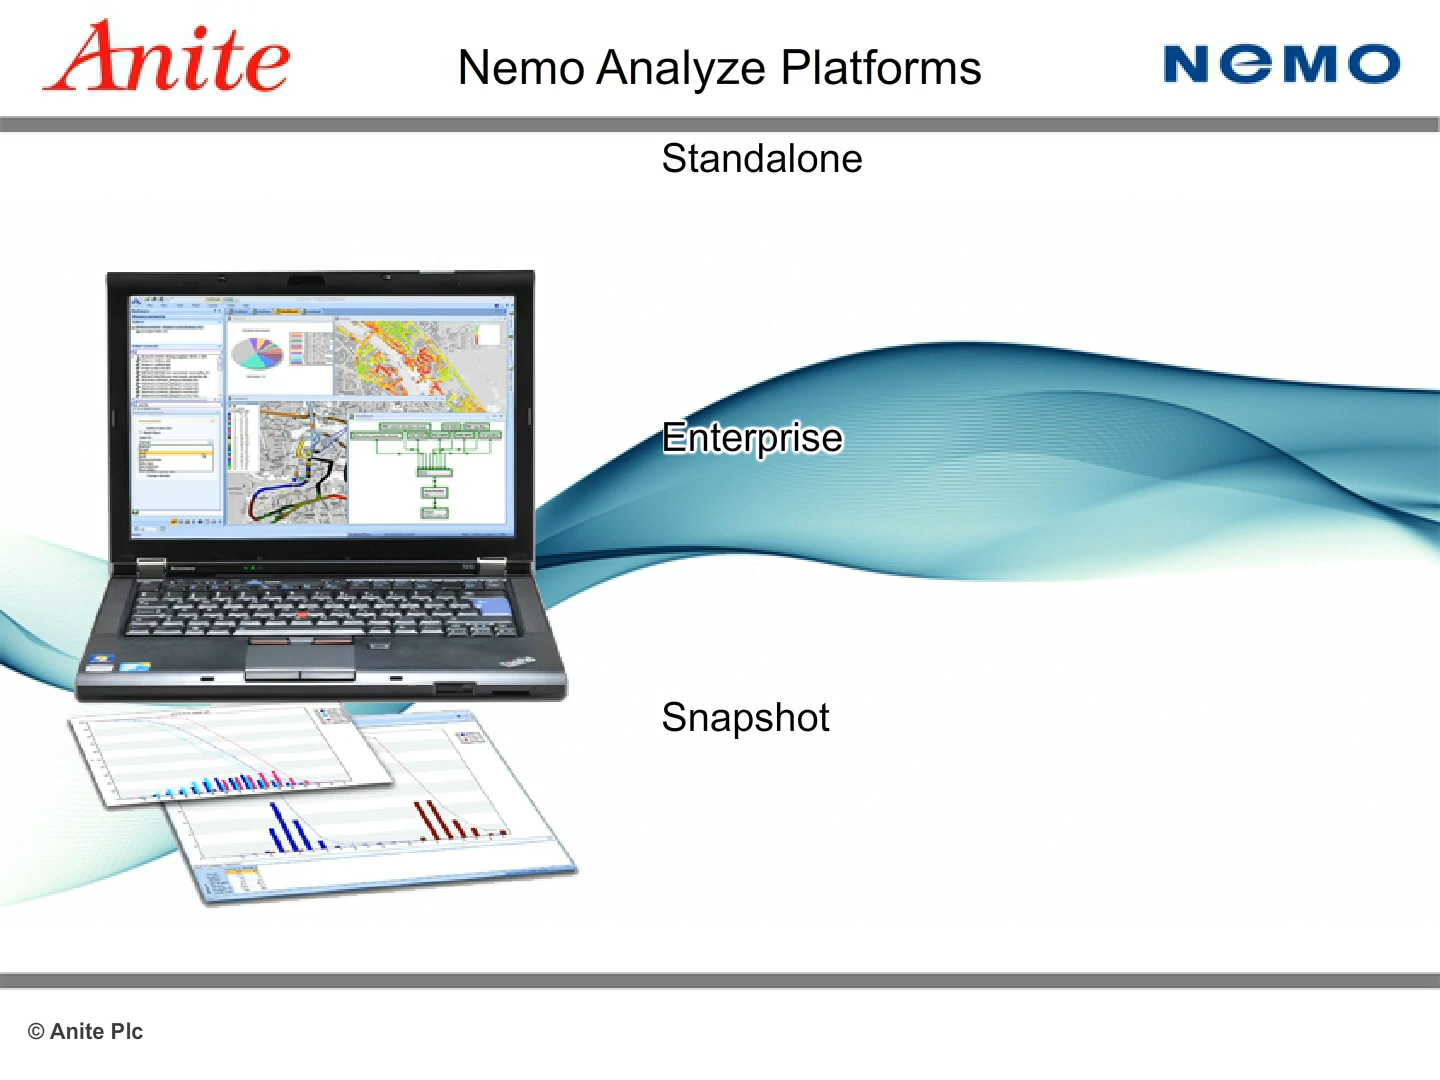 Anite
Nemo Analyze Platforms
NEMO
Standalone
Enterprise
Snapshot
© Anite Plc